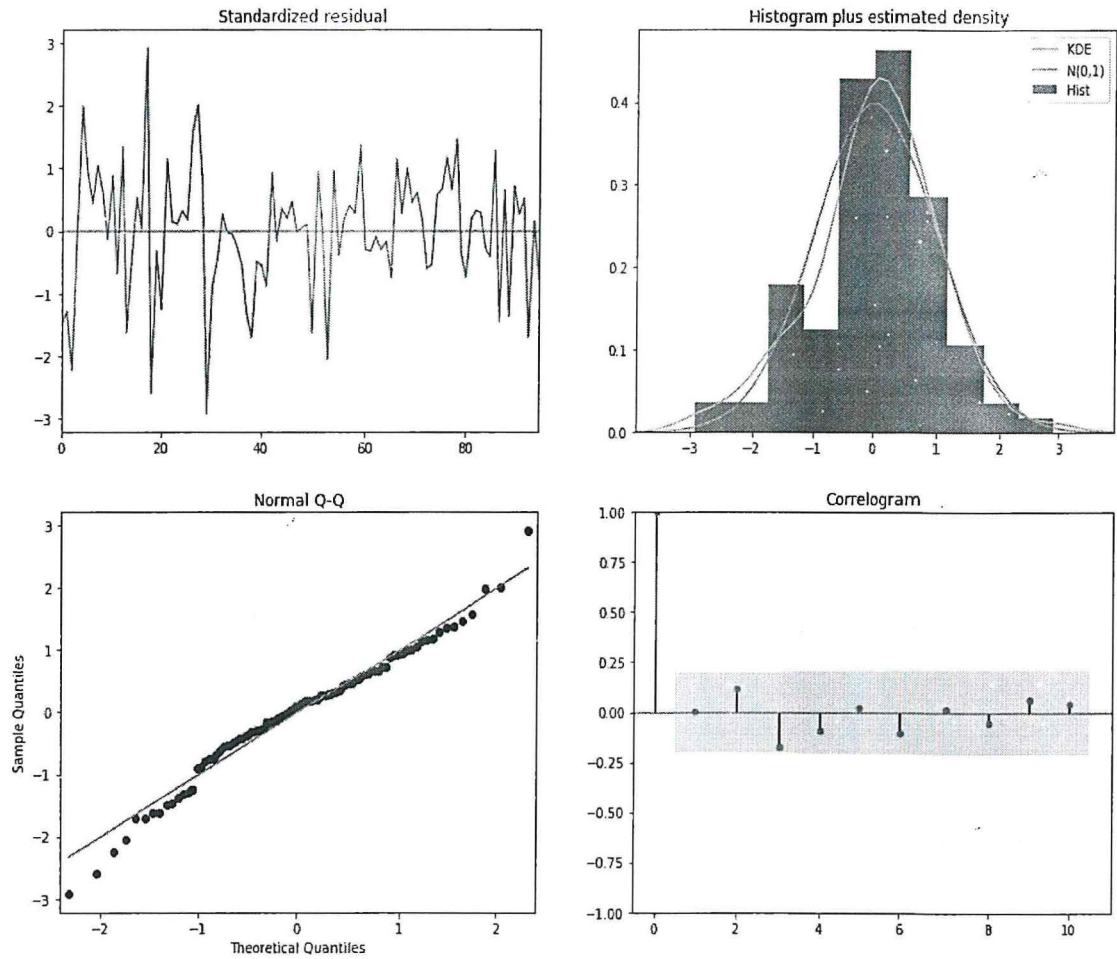 Standardized residual
3
2
1
0
−1
−2
−3
0 20 40 60 80
Histogram plus estimated density
KDE
N(0,1)
Hist
0.4
0.3
0.2
0.1
0.0
−3 −2 −1 0 1 2 3
Normal Q-Q
3
2
1
0
−1
−2
−3
Sample Quantiles
−2 −1 0 1 2
Theoretical Quantiles
Correlogram
1.00
0.75
0.50
0.25
0.00
−0.25
−0.50
−0.75
−1.00
0 2 4 6 8 10